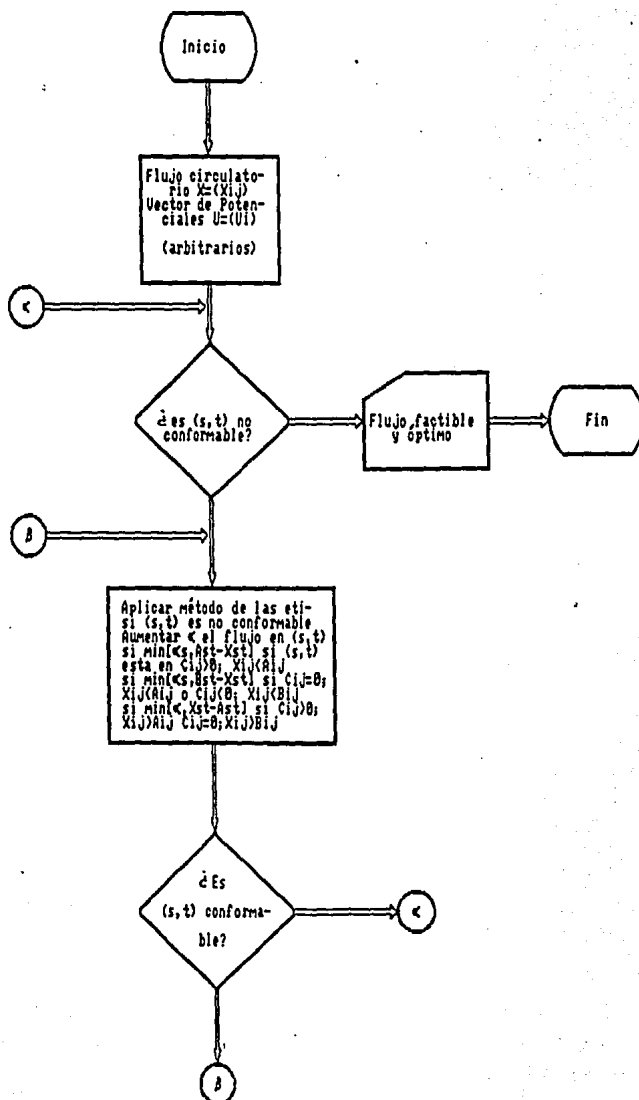 Inicio
Flujo circulato-
rio X=(Xij)
Vector de Poten-
ciales U=(Ui)
(arbitrarios)
∝
¿es (s,t) no
conformable?
Flujo,factible
y óptimo
Fin
β
Aplicar método de las eti-
si (s,t) es no conformable
Aumentar ∝ el flujo en (s,t)
si min[∝s,Ast-Xst] si (s,t)
esta en Cij>0; Xij<Aij
si min[∝s,Bst-Xst] si Cij=0;
Xij<Aij o Cij<0; Xij<Bij
si min[∝,Xst-Ast] si Cij>0;
Xij>Aij Cij=0;Xij>Bij
¿Es
(s,t) conforma-
ble?
∝
β